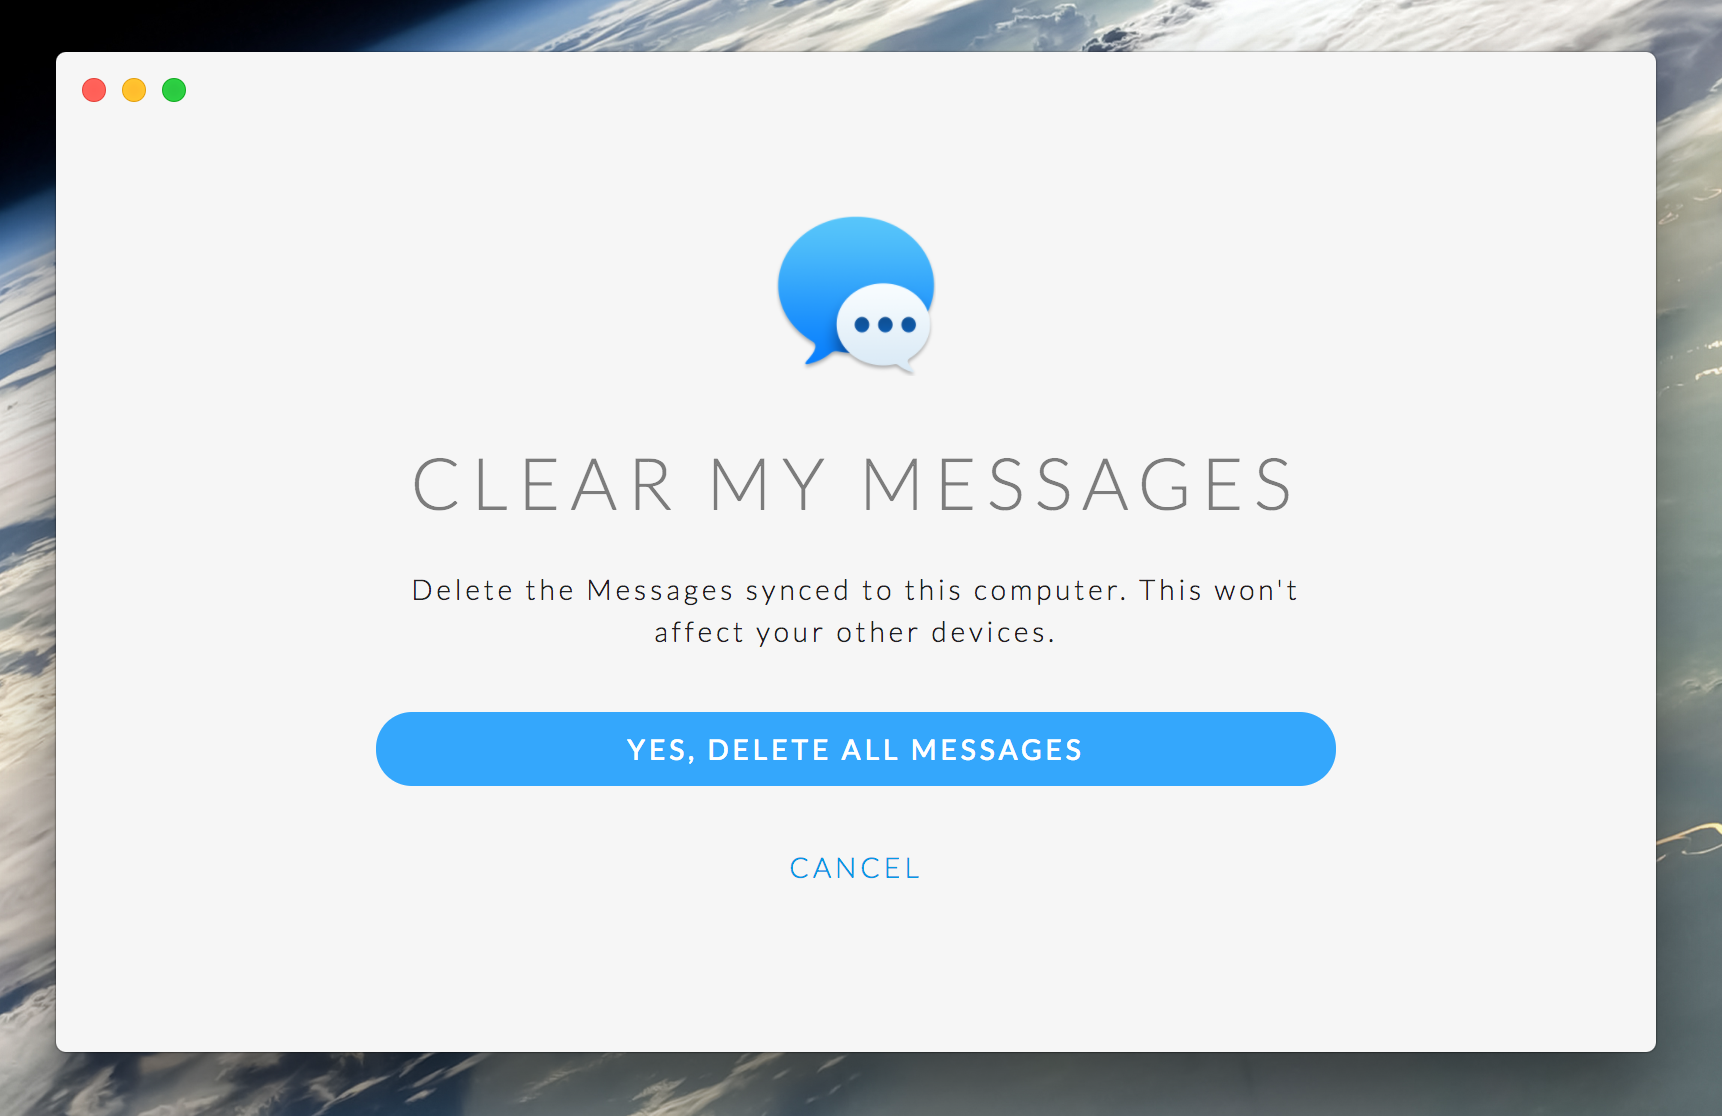 CLEAR MY MESSAGES
Delete the Messages synced to this computer. This won't
affect your other devices.
YES, DELETE ALL MESSAGES
CANCEL